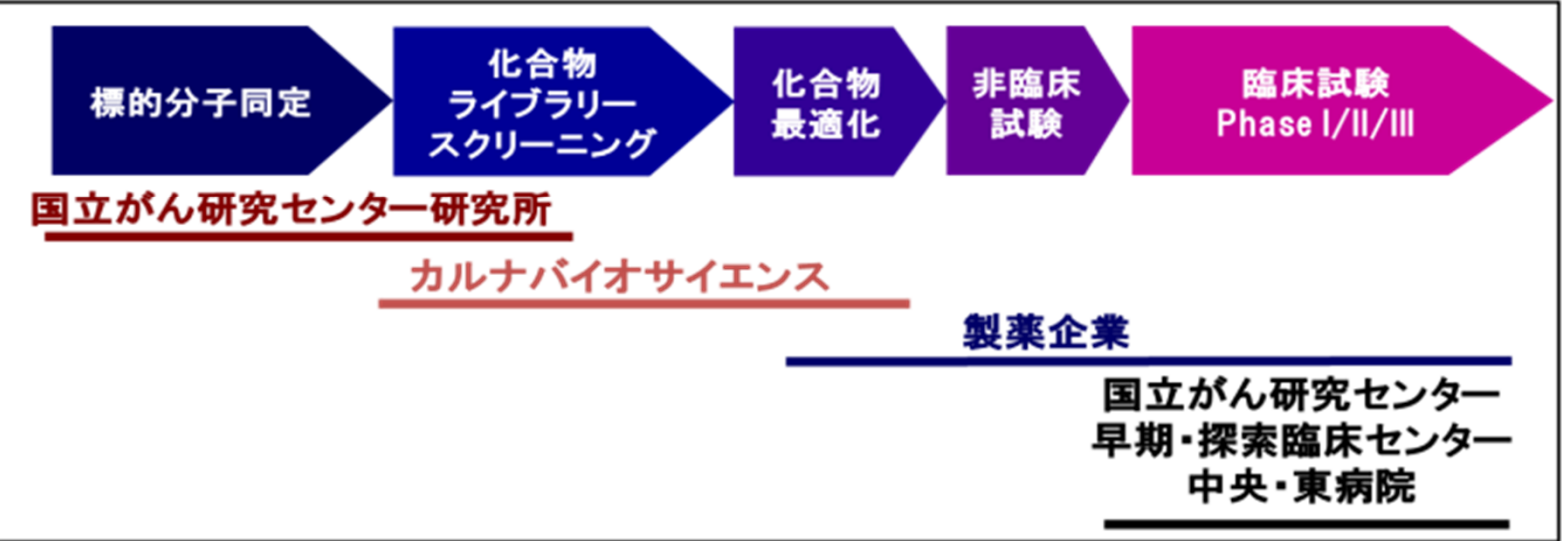 標的分子同定
化合物
ライブラリー
スクリーニング
化合物
最適化
非臨床
試験
臨床試験
Phase I/II/III
国立がん研究センター研究所
カルナバイオサイエンス
製薬企業
国立がん研究センター
早期・探索臨床センター
中央・東病院